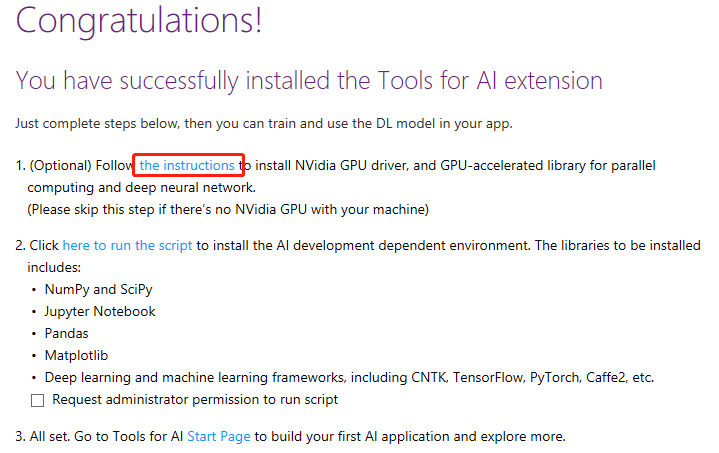 Congratulations!
You have successfully installed the Tools for AI extension
Just complete steps below, then you can train and use the DL model in your app.
1. (Optional) Follow the instructions to install NVidia GPU driver, and GPU-accelerated library for parallel
computing and deep neural network.
(Please skip this step if there's no NVidia GPU with your machine)
2. Click here to run the script to install the AI development dependent environment. The libraries to be installed
includes:
• NumPy and SciPy
• Jupyter Notebook
• Pandas
• Matplotlib
• Deep learning and machine learning frameworks, including CNTK, TensorFlow, PyTorch, Caffe2, etc.
Request administrator permission to run script
3. All set. Go to Tools for AI Start Page to build your first AI application and explore more.